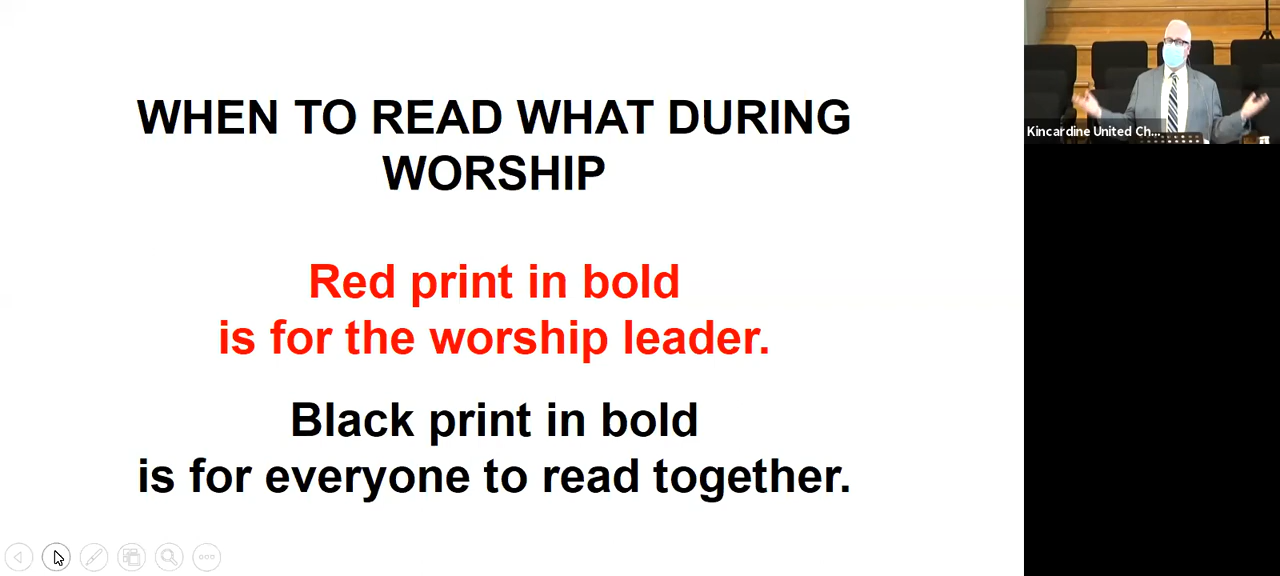 WHEN TO READ WHAT DURING
WORSHIP
Red print in bold
is for the worship leader.
Black print in bold
is for everyone to read together.
Kincardine United Ch...